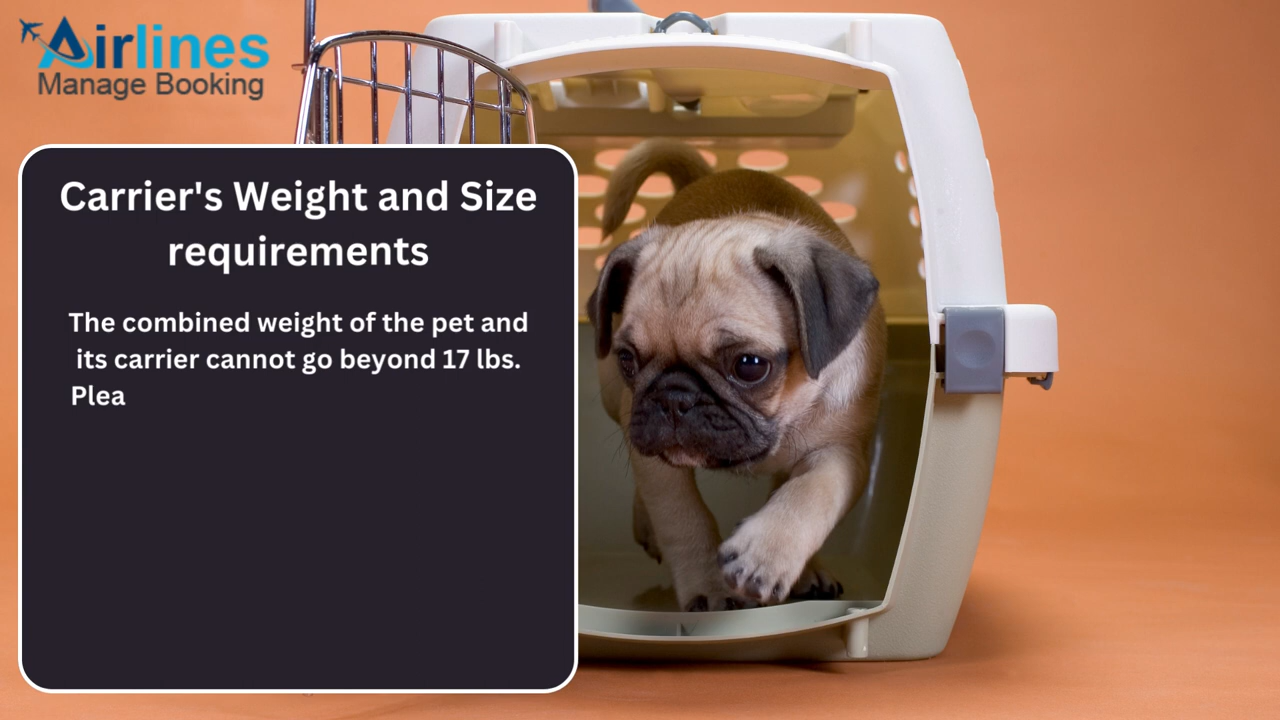 Airlines
Manage Booking
Carrier's Weight and Size
requirements
The combined weight of the pet and
its carrier cannot go beyond 17 lbs.
Plea